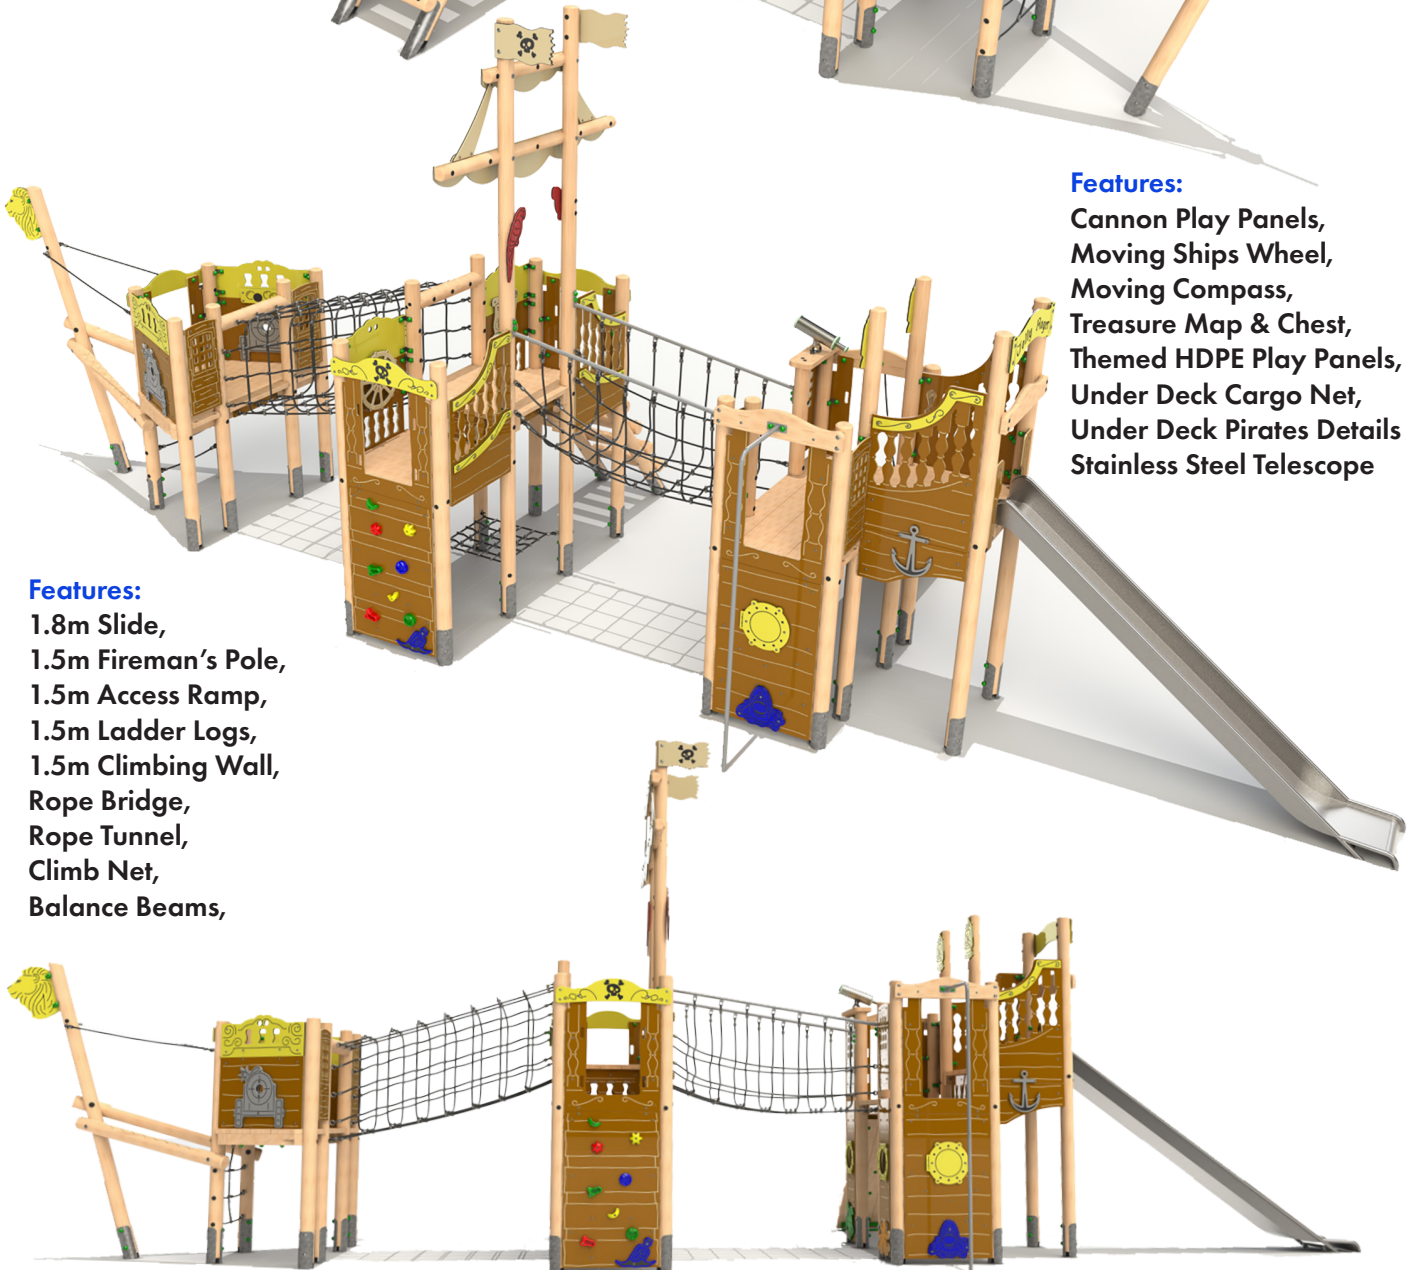 Features:
Cannon Play Panels,
Moving Ships Wheel,
Moving Compass,
Treasure Map & Chest,
Themed HDPE Play Panels,
Under Deck Cargo Net,
Under Deck Pirates Details
Stainless Steel Telescope
Features:
1.8m Slide,
1.5m Fireman's Pole,
1.5m Access Ramp,
1.5m Ladder Logs,
1.5m Climbing Wall,
Rope Bridge,
Rope Tunnel,
Climb Net,
Balance Beams,